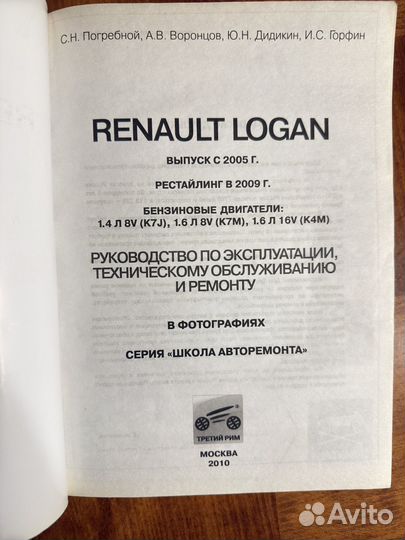 С.Н. Погребной, А.В. Воронцов, Ю.Н. Дидикин, И.С. Горфин
RENAULT LOGAN
ВЫПУСК С 2005 Г.
РЕСТАЙЛИНГ В 2009 Г.
БЕНЗИНОВЫЕ ДВИГАТЕЛИ:
1.4 Л 8V (K7J), 1.6 Л 8V (K7M), 1.6 Л 16V (K4M)
РУКОВОДСТВО ПО ЭКСПЛУАТАЦИИ,
ТЕХНИЧЕСКОМУ ОБСЛУЖИВАНИЮ
И РЕМОНТУ
В ФОТОГРАФИЯХ
СЕРИЯ «ШКОЛА АВТОРЕМОНТА»
ТРЕТИЙ РИМ
МОСКВА
2010
Avito